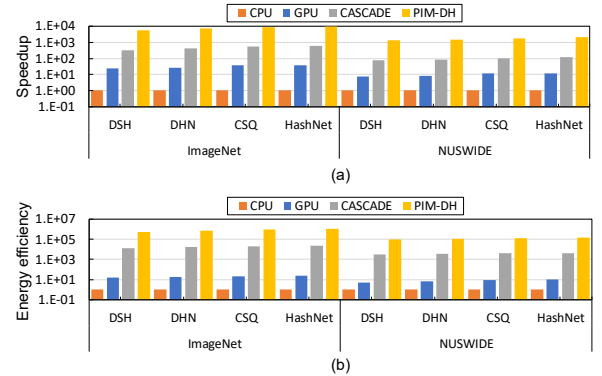 CPU GPU CASCADE PIM-DH
Speedup
1.E+04
1.E+03
1.E+02
1.E+01
1.E+00
1.E-01
DSH DHN CSQ HashNet DSH DHN CSQ HashNet
ImageNet NUSWIDE
(a)
CPU GPU CASCADE PIM-DH
Energy efficiency
1.E+07
1.E+05
1.E+03
1.E+01
1.E-01
DSH DHN CSQ HashNet DSH DHN CSQ HashNet
ImageNet NUSWIDE
(b)